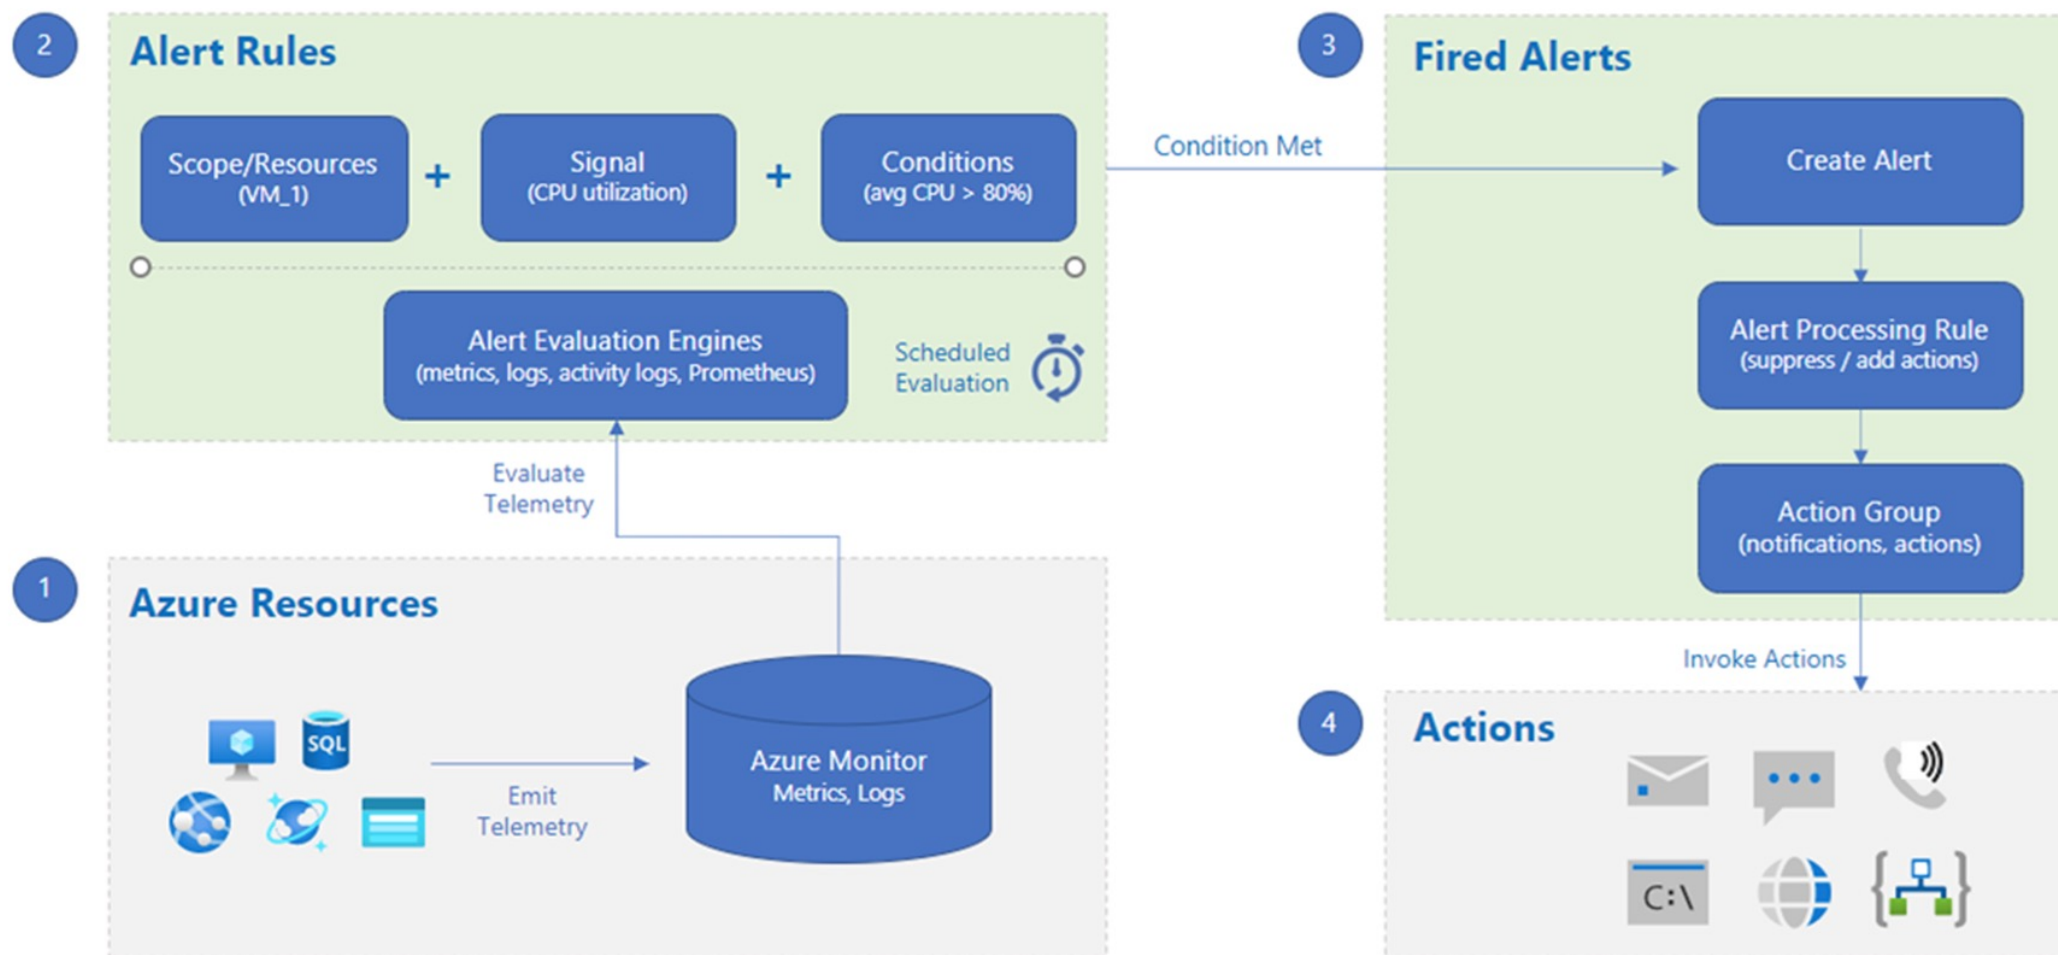 2
Alert Rules
Scope/Resources
(VM_1)
+
Signal
(CPU utilization)
+
Conditions
(avg CPU > 80%)
Alert Evaluation Engines
(metrics, logs, activity logs, Prometheus)
Scheduled
Evaluation
Evaluate
Telemetry
1
Azure Resources
SQL
Emit
Telemetry
Azure Monitor
Metrics, Logs
Condition Met
3
Fired Alerts
Create Alert
Alert Processing Rule
(suppress / add actions)
Action Group
(notifications, actions)
Invoke Actions
4
Actions
C:\